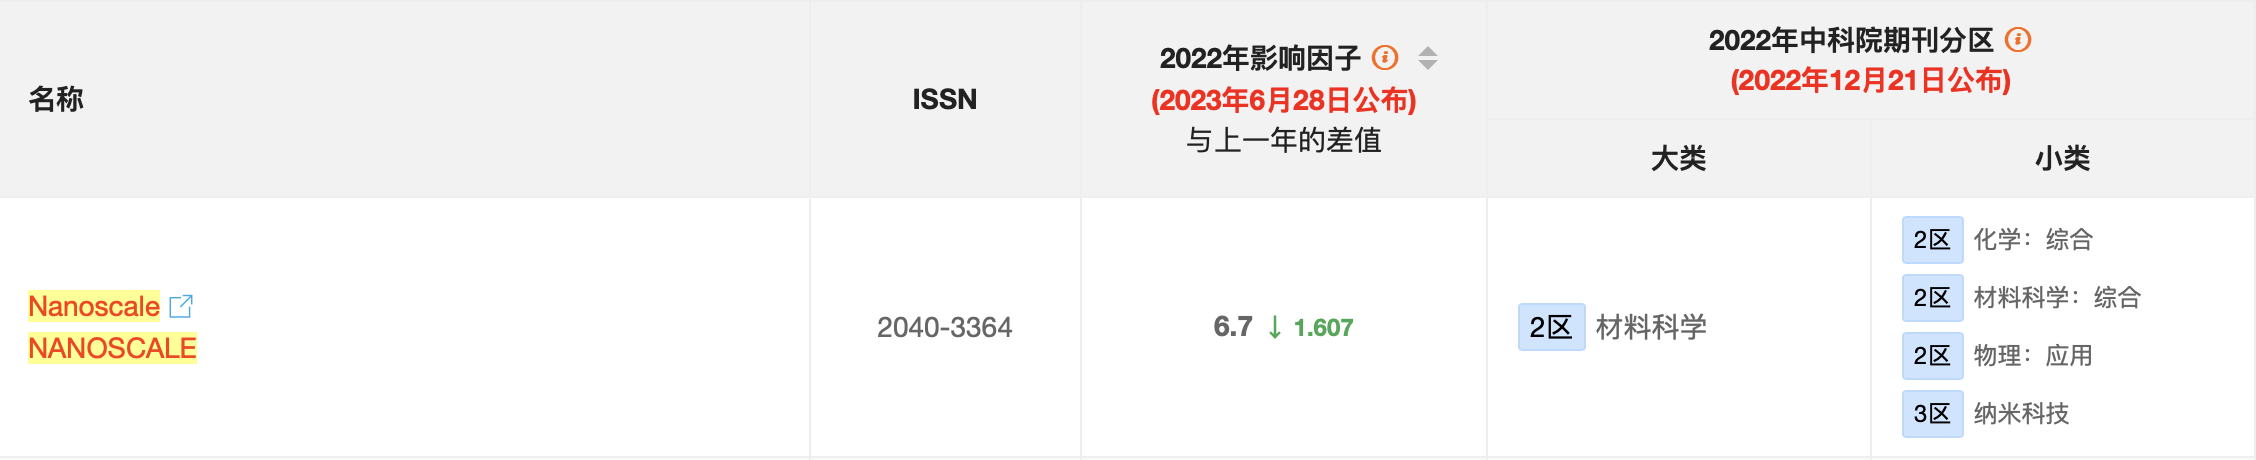 名称
ISSN
2022年影响因子
(2023年6月28日公布)
与上一年的差值
2022年中科院期刊分区
(2022年12月21日公布)
大类
小类
Nanoscale
NANOSCALE
2040-3364
6.7 ↓ 1.607
2区 材料科学
2区 化学：综合
2区 材料科学：综合
2区 物理：应用
3区 纳米科技